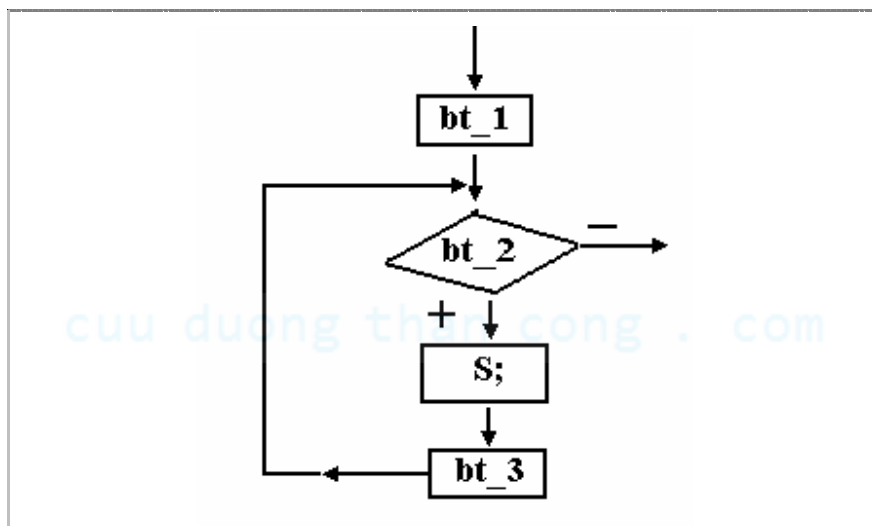 bt_1
bt_2
—
+
cuu duong than cong . com
S;
bt_3